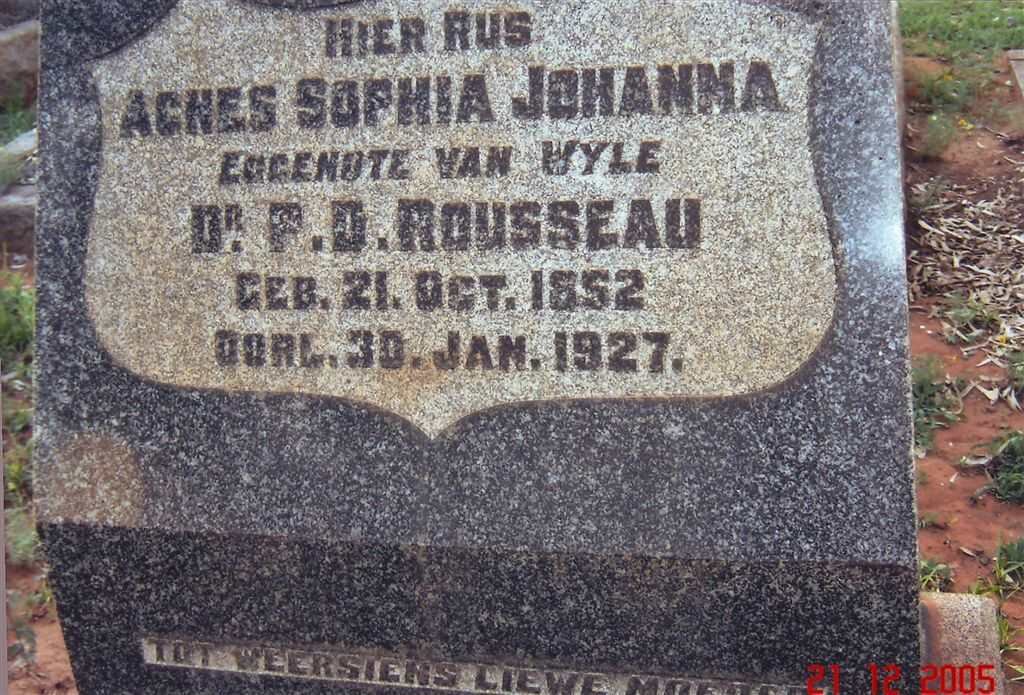 HIER RUS
AGNES SOPHIA JOHANNA
EGGENOTE VAN WYLE
DR. P. D. ROUSSEAU
GEB. 21. OCT. 1852
OORL. 30. JAN. 1927.
TOT WEERSIENS LIEWE
21 12 2005